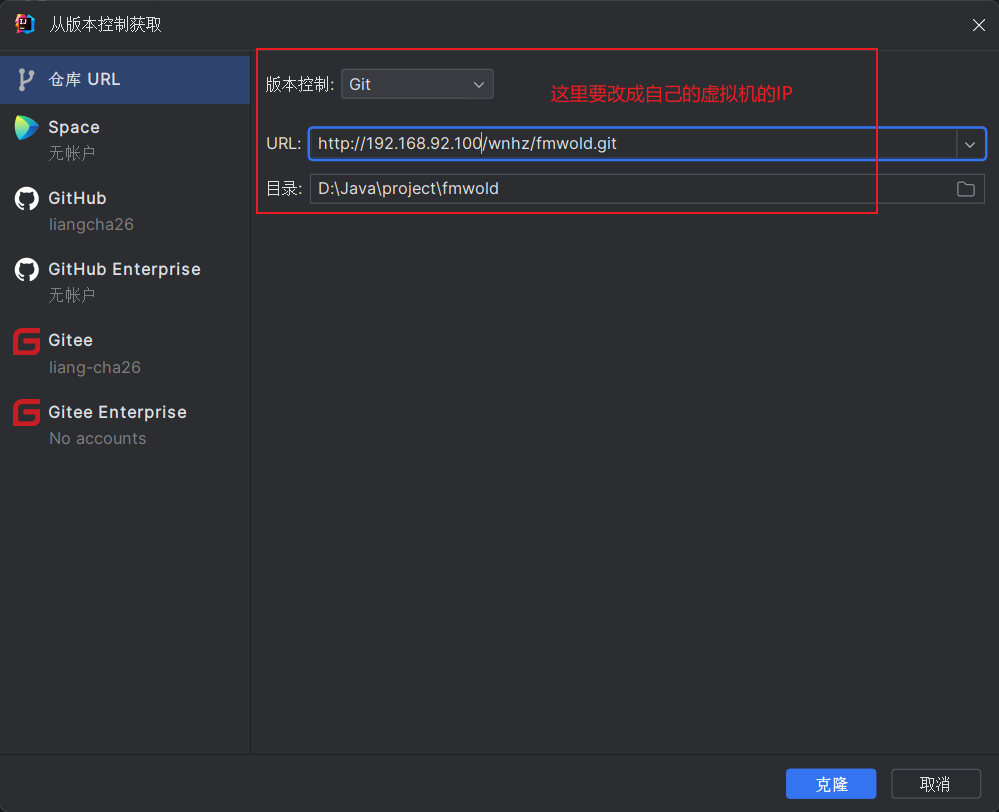 从版本控制获取
仓库 URL
Space
无帐户
GitHub
liangcha26
GitHub Enterprise
无帐户
Gitee
liang-cha26
Gitee Enterprise
No accounts
版本控制: Git
这里要改成自己的虚拟机的IP
URL: http://192.168.92.100/wnhz/fmwold.git
目录: D:\Java\project\fmwold
克隆 取消